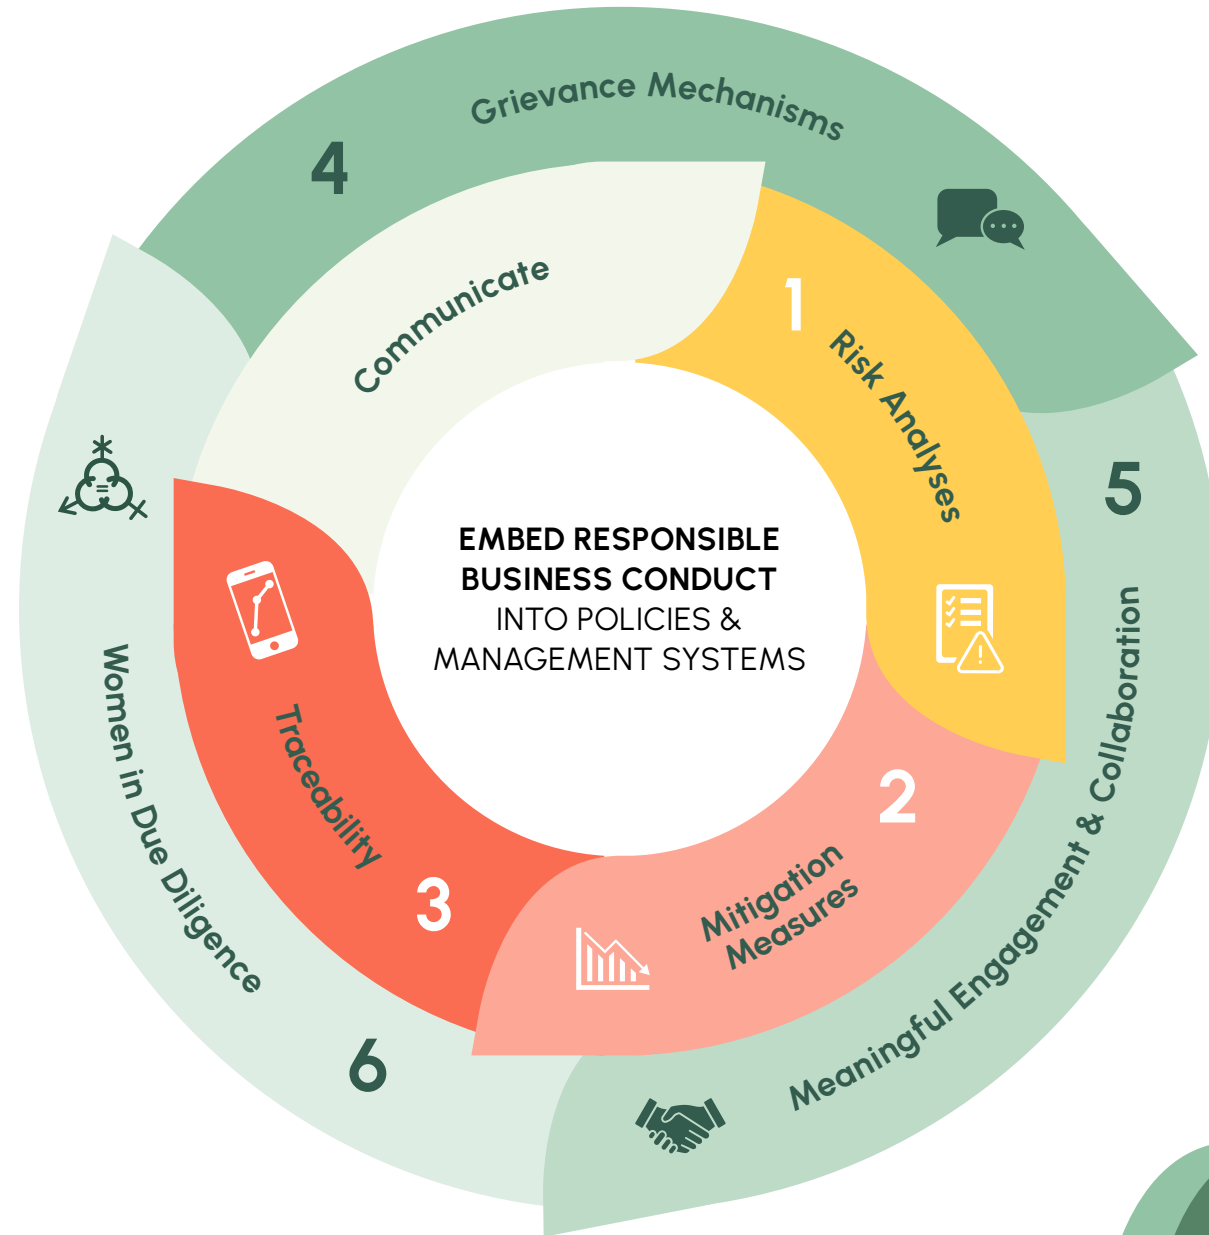 4
Grievance Mechanisms
Communicate
1
Risk Analyses
5
Meaningful Engagement & Collaboration
EMBED RESPONSIBLE
BUSINESS CONDUCT
INTO POLICIES &
MANAGEMENT SYSTEMS
2
Mitigation
Measures
Traceability
3
Women in Due Diligence
6